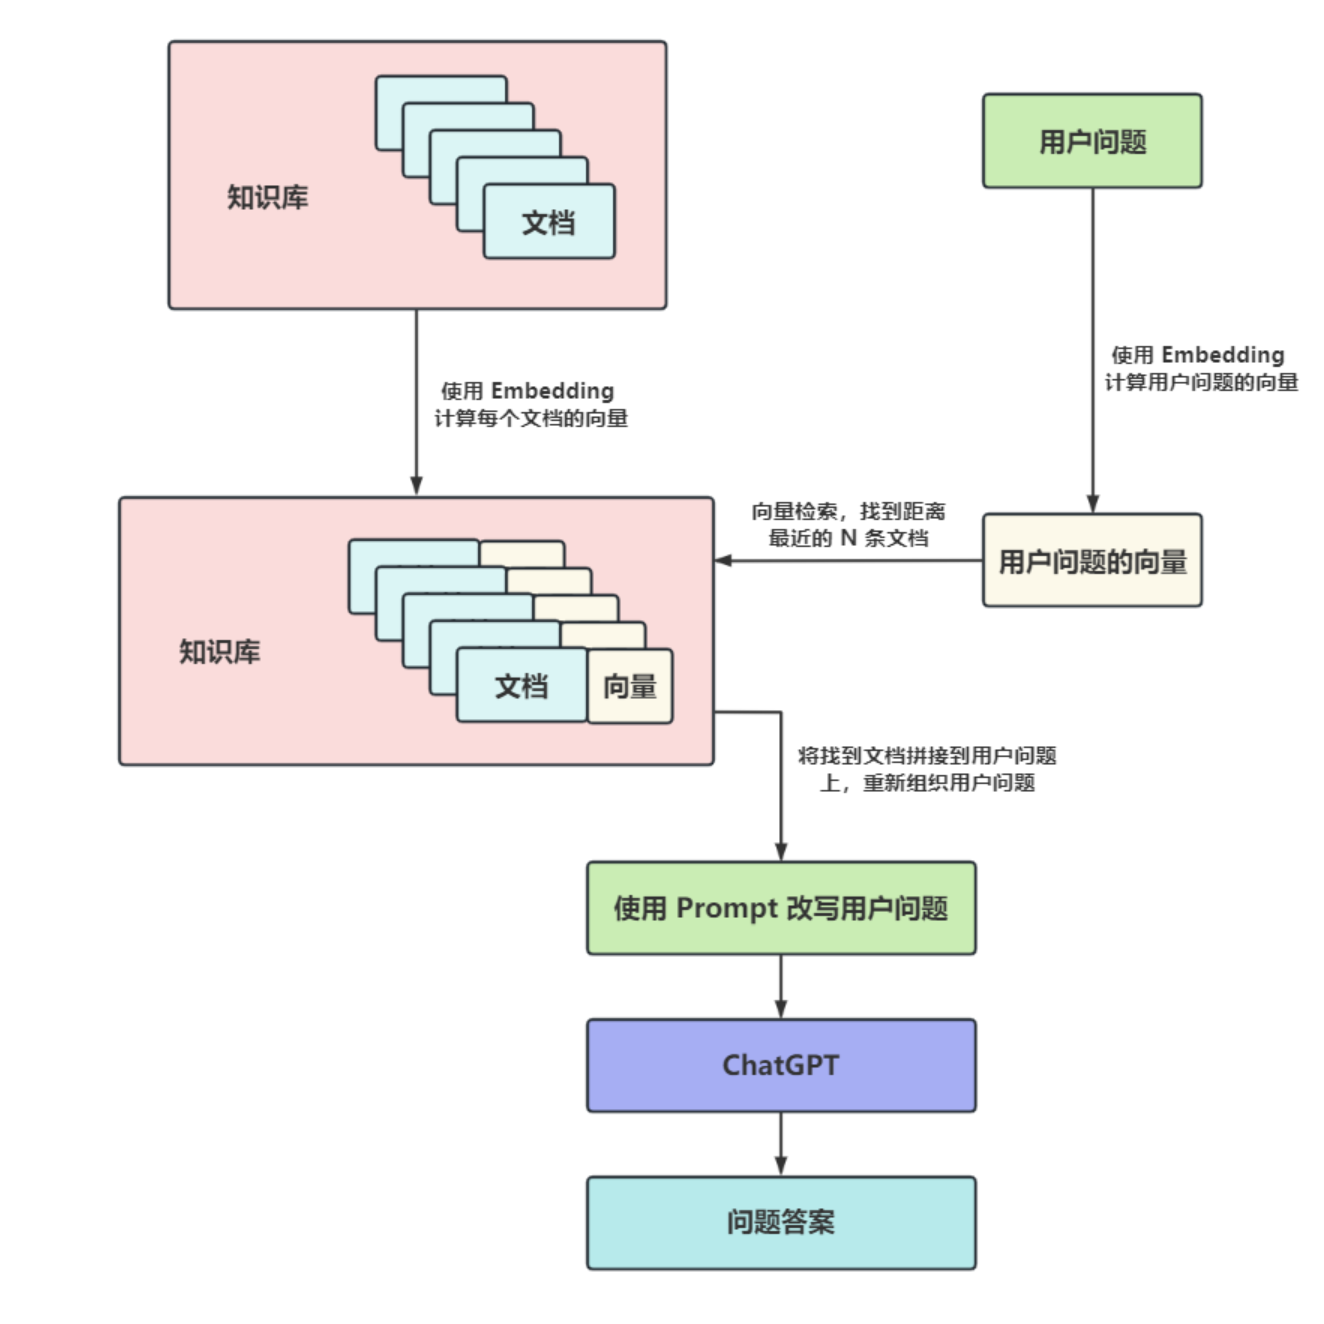 知识库
文档
用户问题
使用 Embedding
计算每个文档的向量
使用 Embedding
计算用户问题的向量
向量检索，找到距离
最近的 N 条文档
用户问题的向量
知识库
文档
向量
将找到文档拼接到用户问题
上，重新组织用户问题
使用 Prompt 改写用户问题
ChatGPT
问题答案